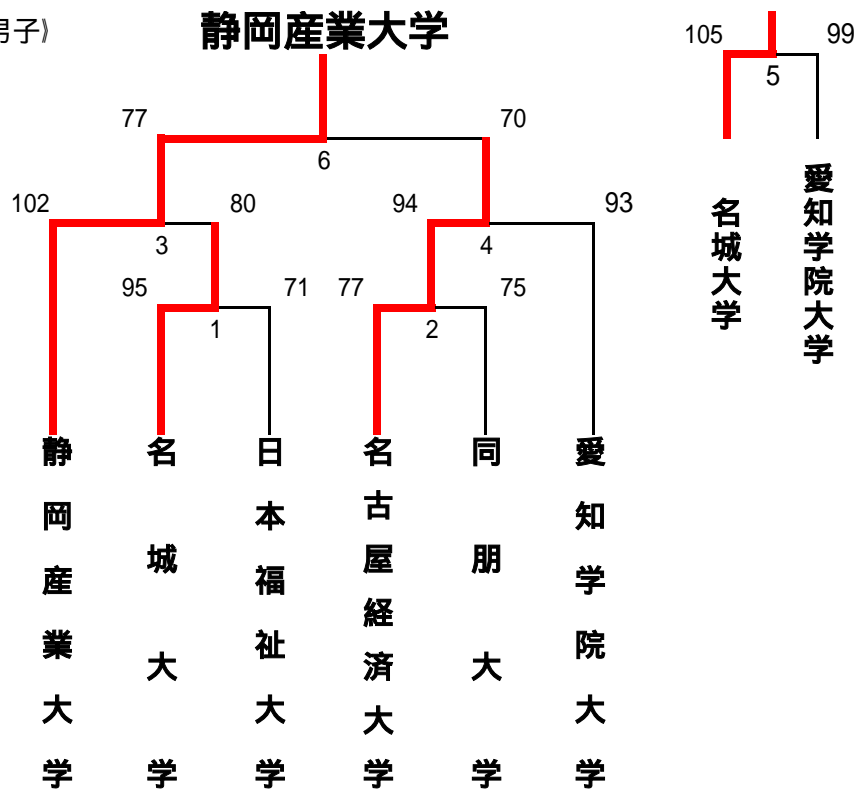 男子)
静岡産業大学
105
99
5
77
70
6
102
80
94
93
3
4
95
71
77
75
1
2
静岡産業大学
名城大学
日本福祉大学
名古屋経済大学
同朋大学
愛知学院大学
名城大学
愛知学院大学